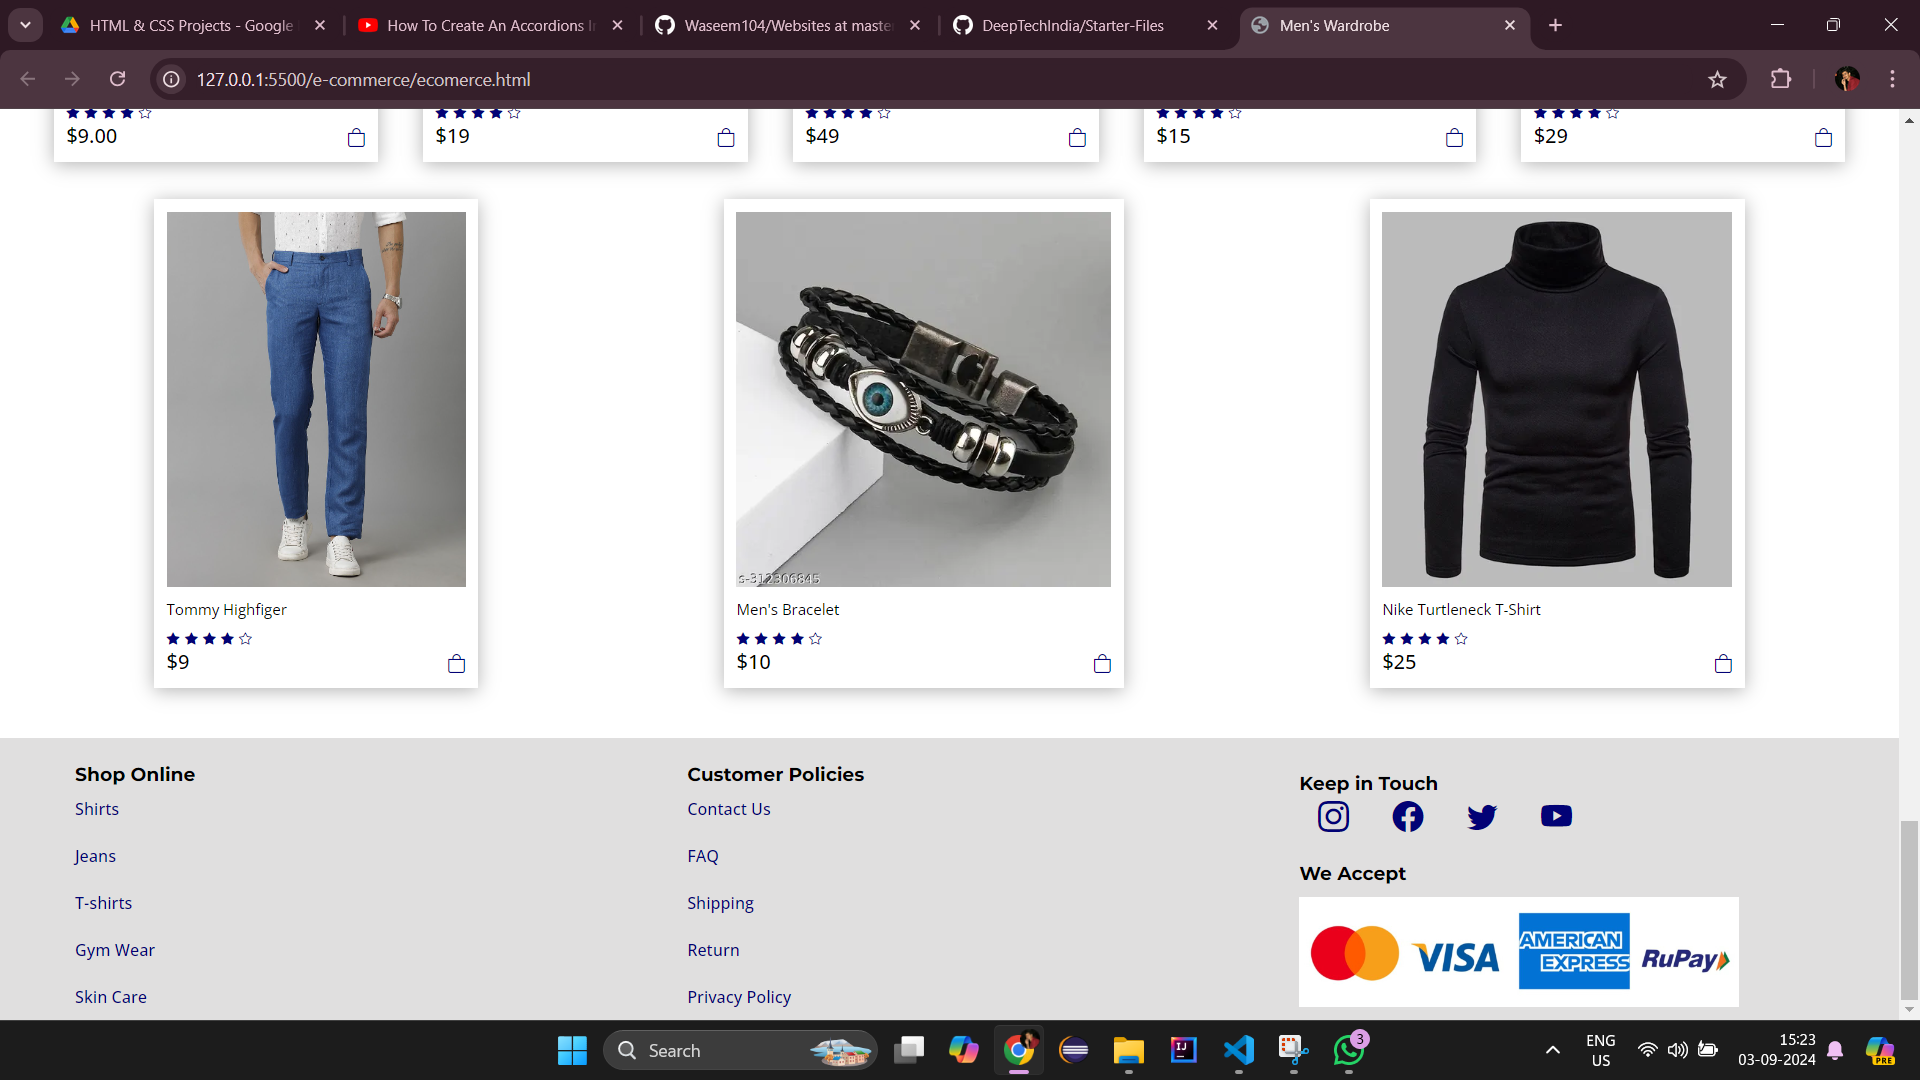 HTML & CSS Projects - Google
How To Create An Accordions I
Waseem104/Websites at maste
DeepTechIndia/Starter-Files
Men's Wardrobe
127.0.0.1:5500/e-commerce/ecomerce.html
$9.00
$19
$49
$15
$29
s-312306845
Tommy Highfiger
Men's Bracelet
Nike Turtleneck T-Shirt
$9
$10
$25
Shop Online
Shirts
Jeans
T-shirts
Gym Wear
Skin Care
Customer Policies
Contact Us
FAQ
Shipping
Return
Privacy Policy
Keep in Touch
We Accept
VISA
AMERICAN
EXPRESS
RuPay
Search
IJ
3
ENG
US
15:23
03-09-2024
PRE